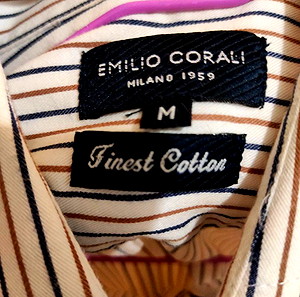 EMILIO CORALI
MILANO 1959
M
Finest Cotton